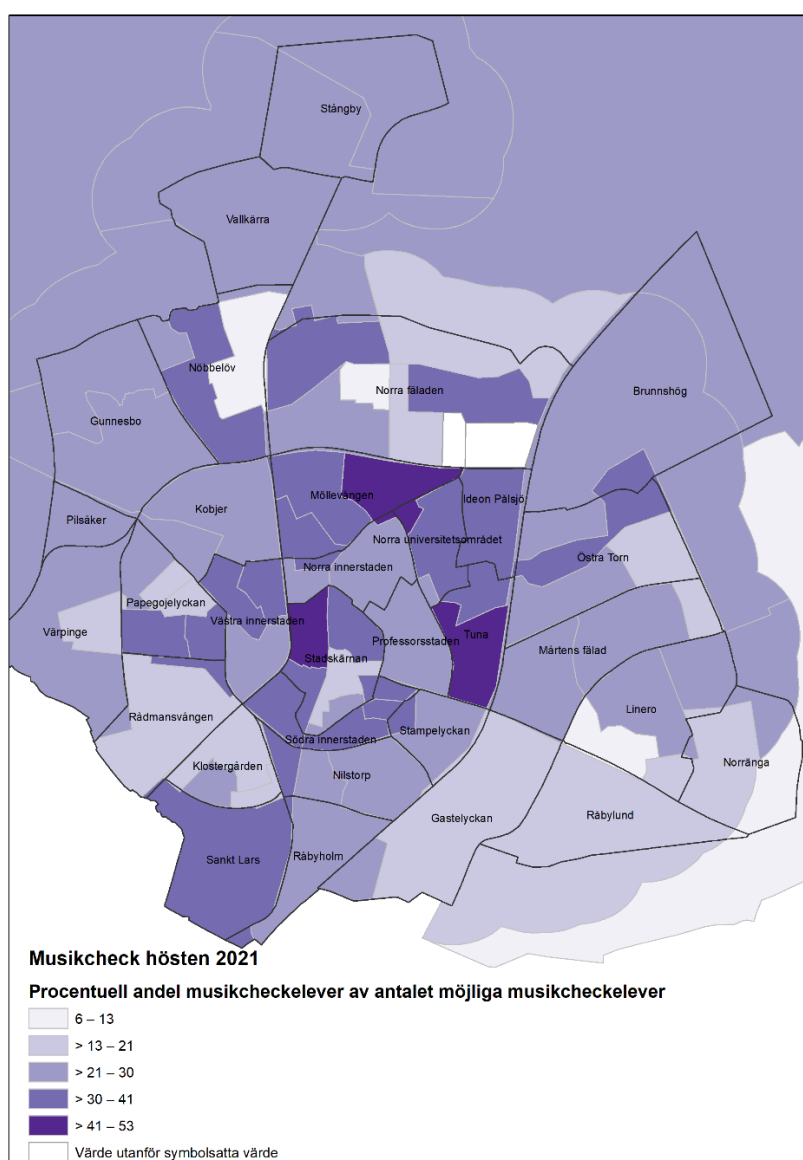 Stångby
Vallkärra
Nöbbelöv
Norra fäladen
Brunnshög
Gunnesbo
Möllevången
Ideon Pålsjö
Kobjer
Pilsåker
Norra universitetsområdet
Östra Torn
Norra innerstaden
Papegojelyckan
Västra innerstaden
Värpinge
Professorsstaden
Tuna
Mårtens fälad
Stadskärnan
Linero
Rådmansvången
Stampelyckan
Södra innerstaden
Klostergården
Nilstorp
Norränga
Gastelyckan
Råbylund
Sankt Lars
Råbyholm
Musikcheck hösten 2021
Procentuell andel musikcheckelever av antalet möjliga musikcheckelever
6 – 13
> 13 – 21
> 21 – 30
> 30 – 41
> 41 – 53
Värde utanför symbolsatta värde